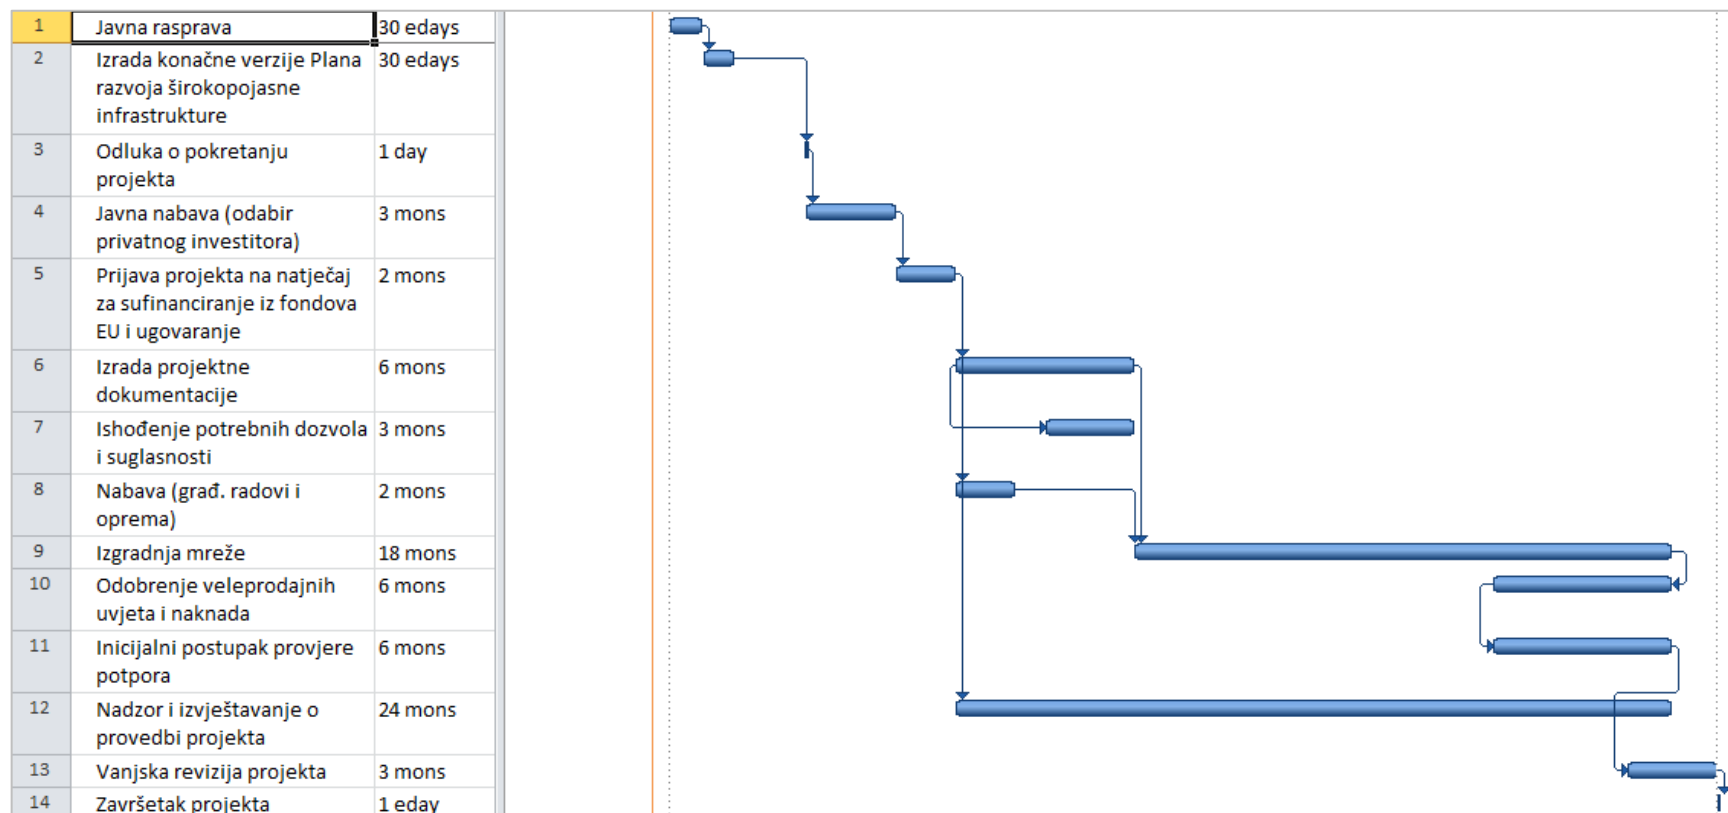 1 Javna rasprava 30 edays
2 Izrada konačne verzije Plana 30 edays
razvoja širokopojasne
infrastrukture
3 Odluka o pokretanju 1 day
projekta
4 Javna nabava (odabir 3 mons
privatnog investitora)
5 Prijava projekta na natječaj 2 mons
za sufinanciranje iz fondova
EU i ugovaranje
6 Izrada projektne 6 mons
dokumentacije
7 Ishođenje potrebnih dozvola 3 mons
i suglasnosti
8 Nabava (građ. radovi i 2 mons
oprema)
9 Izgradnja mreže 18 mons
10 Odobrenje veleprodajnih 6 mons
uvjeta i naknada
11 Inicijalni postupak provjere 6 mons
potpora
12 Nadzor i izvještavanje o 24 mons
provedbi projekta
13 Vanjska revizija projekta 3 mons
14 Završetak projekta 1 eday